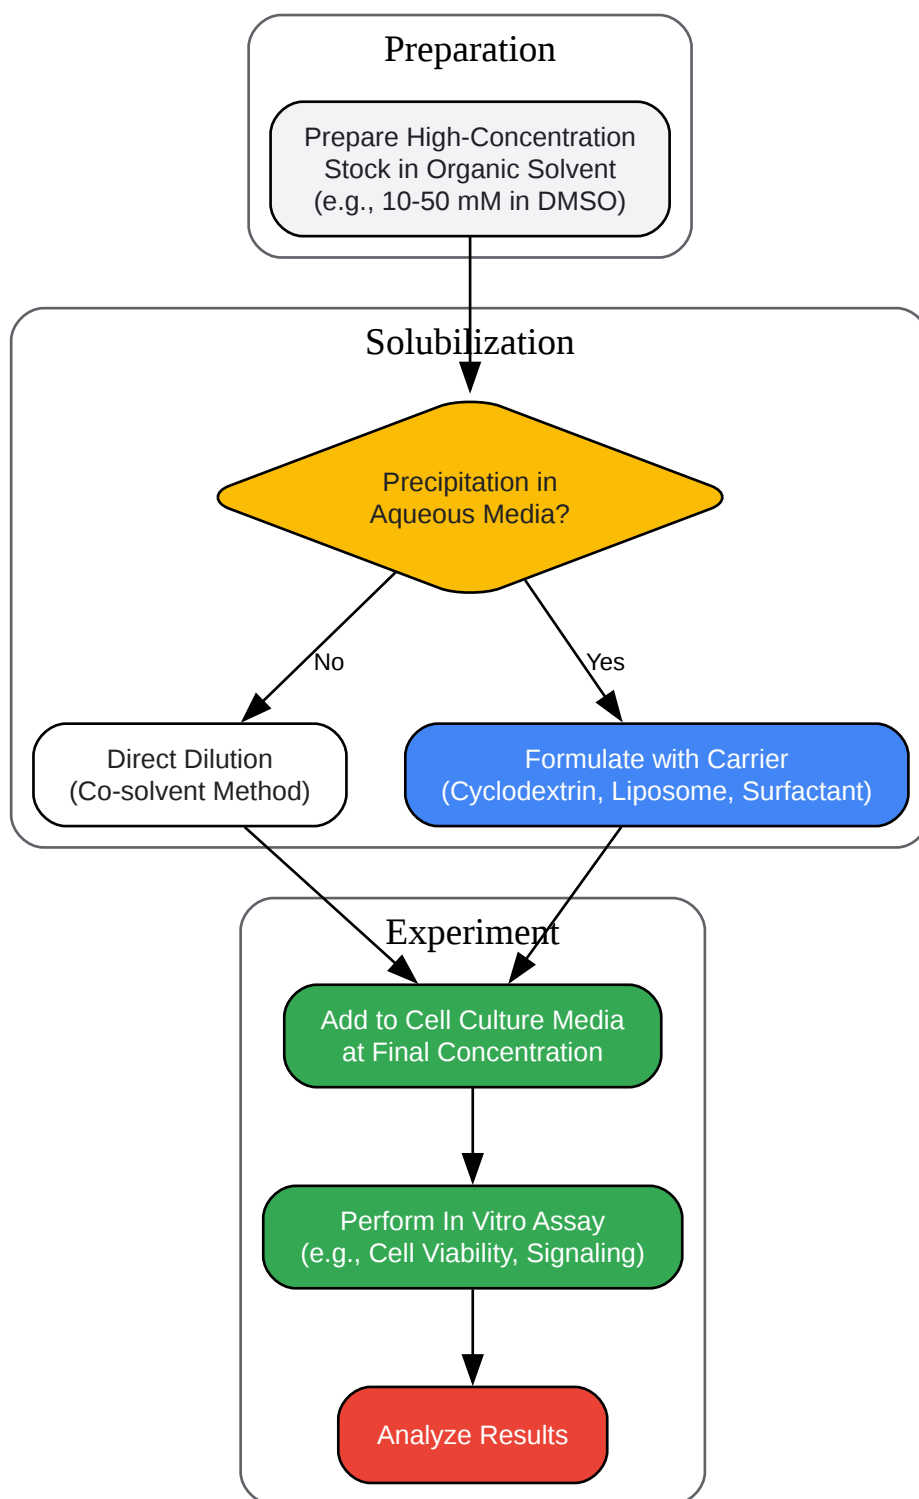 Preparation
Prepare High-Concentration
Stock in Organic Solvent
(e.g., 10-50 mM in DMSO)
Solubilization
Precipitation in
Aqueous Media?
No
Yes
Direct Dilution
(Co-solvent Method)
Formulate with Carrier
(Cyclodextrin, Liposome, Surfactant)
Experiment
Add to Cell Culture Media
at Final Concentration
Perform In Vitro Assay
(e.g., Cell Viability, Signaling)
Analyze Results